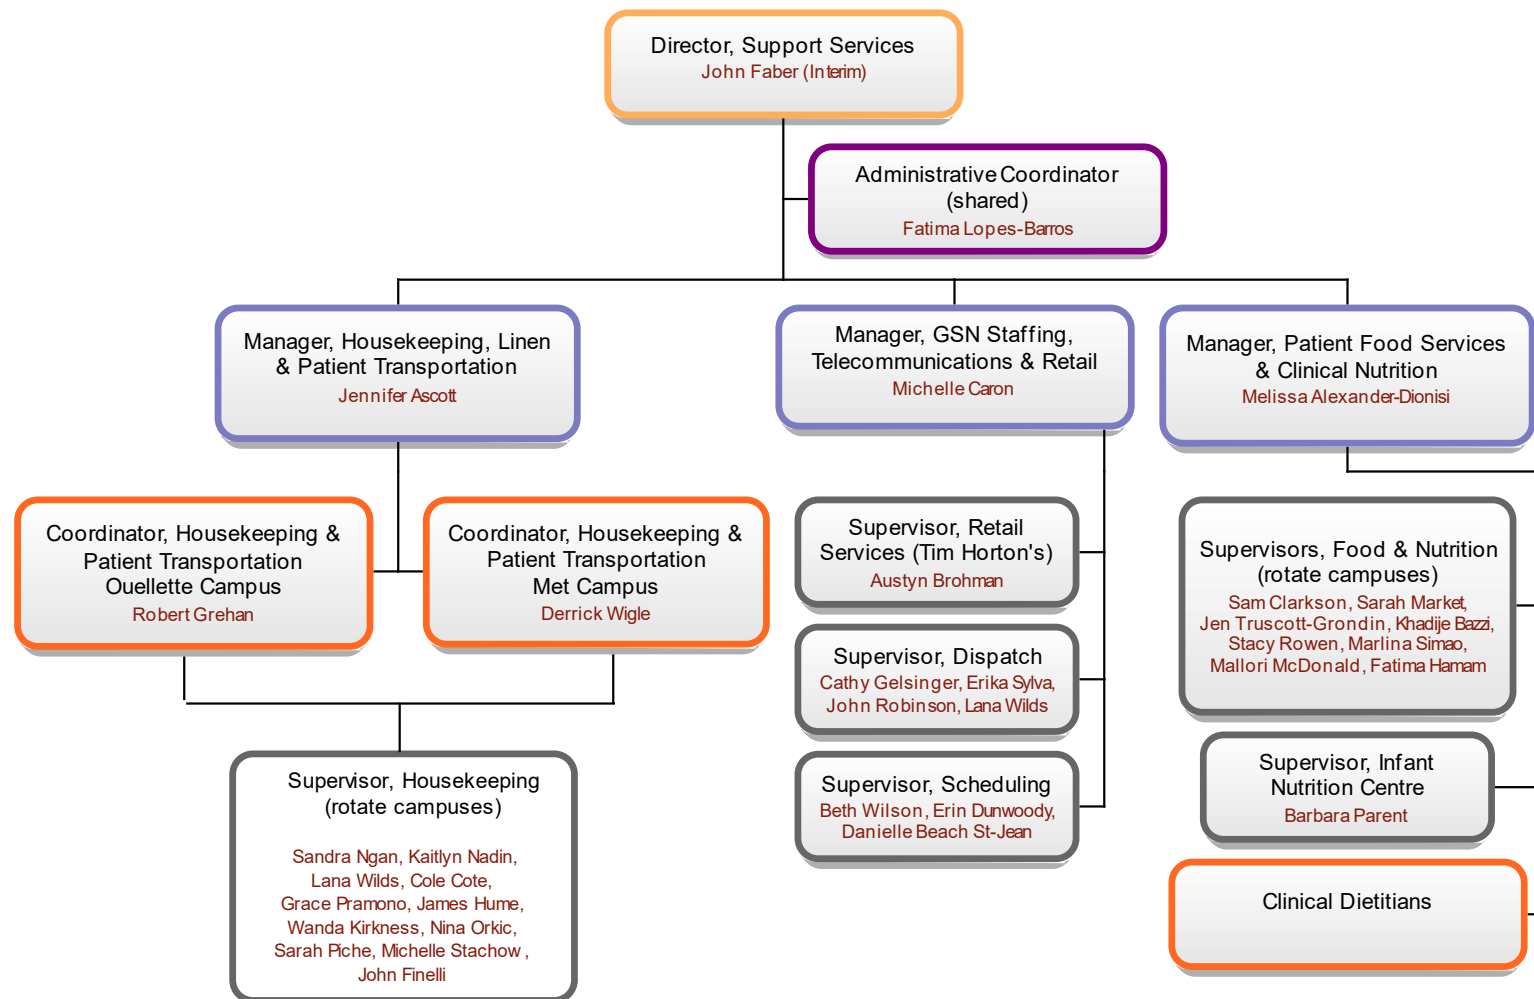 Director, Support Services
John Faber (Interim)
Administrative Coordinator
(shared)
Fatima Lopes-Barros
Manager, Housekeeping, Linen
& Patient Transportation
Jennifer Ascott
Manager, GSN Staffing,
Telecommunications & Retail
Michelle Caron
Manager, Patient Food Services
& Clinical Nutrition
Melissa Alexander-Dionisi
Coordinator, Housekeeping &
Patient Transportation
Ouellette Campus
Robert Grehan
Coordinator, Housekeeping &
Patient Transportation
Met Campus
Derrick Wigle
Supervisor, Housekeeping
(rotate campuses)
Sandra Ngan, Kaitlyn Nadin,
Lana Wilds, Cole Cote,
Grace Pramono, James Hume,
Wanda Kirkness, Nina Orkic,
Sarah Piche, Michelle Stachow,
John Finelli
Supervisor, Retail
Services (Tim Horton's)
Austyn Brohman
Supervisor, Dispatch
Cathy Gelsinger, Erika Sylva,
John Robinson, Lana Wilds
Supervisor, Scheduling
Beth Wilson, Erin Dunwoody,
Danielle Beach St-Jean
Supervisors, Food & Nutrition
(rotate campuses)
Sam Clarkson, Sarah Market,
Jen Truscott-Grondin, Khadije Bazzi,
Stacy Rowen, Marlina Simao,
Mallori McDonald, Fatima Hamam
Supervisor, Infant
Nutrition Centre
Barbara Parent
Clinical Dietitians